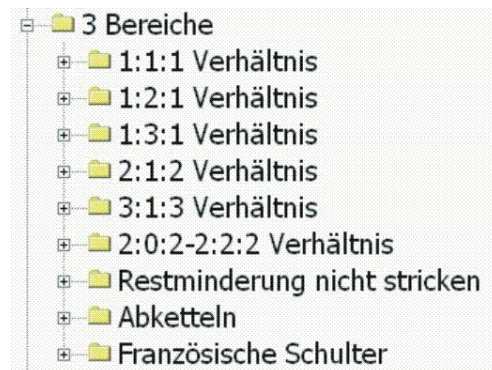 3 Bereiche
1:1:1 Verhältnis
1:2:1 Verhältnis
1:3:1 Verhältnis
2:1:2 Verhältnis
3:1:3 Verhältnis
2:0:2-2:2:2 Verhältnis
Restminderung nicht stricken
Abketteln
Französische Schulter